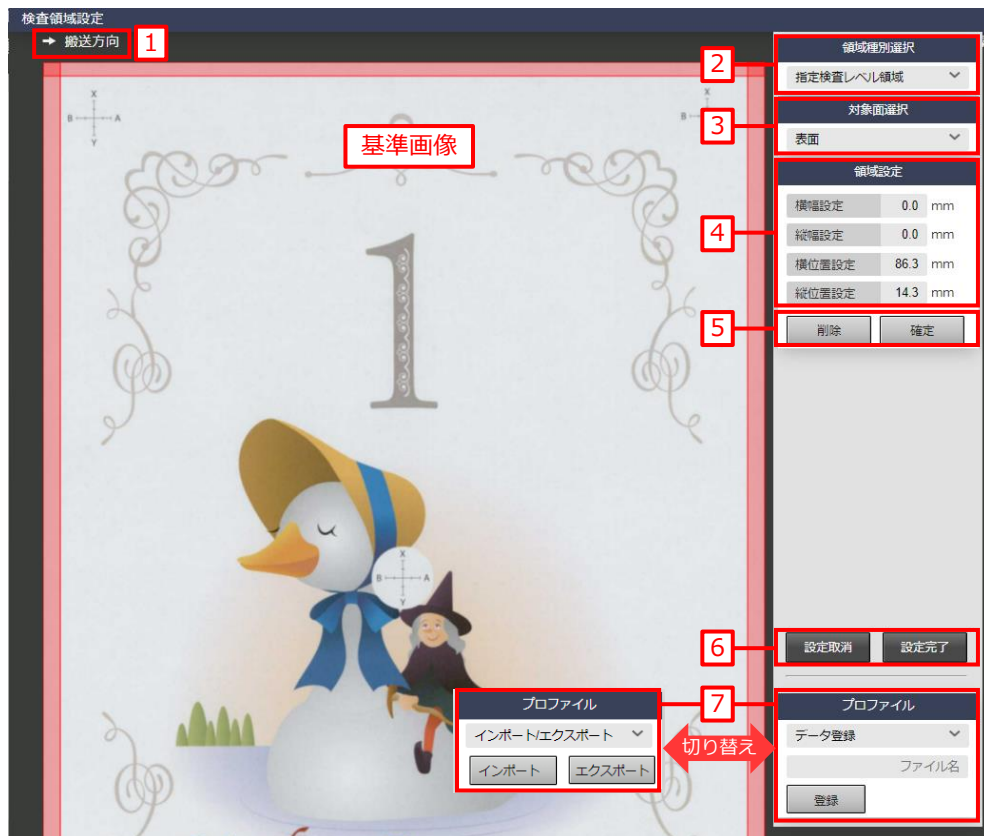 検査領域設定
➞ 搬送方向
1
2
領域種別選択
指定検査レベル領域
3
対象面選択
表面
基準画像
X
B A
Y
X
B
1
4
領域設定
横幅設定 0.0 mm
縦幅設定 0.0 mm
横位置設定 86.3 mm
縦位置設定 14.3 mm
5
削除 確定
X
B A
Y
6
設定取消 設定完了
7
プロファイル
インポート/エクスポート
インポート エクスポート
切り替え
プロファイル
データ登録
ファイル名
登録